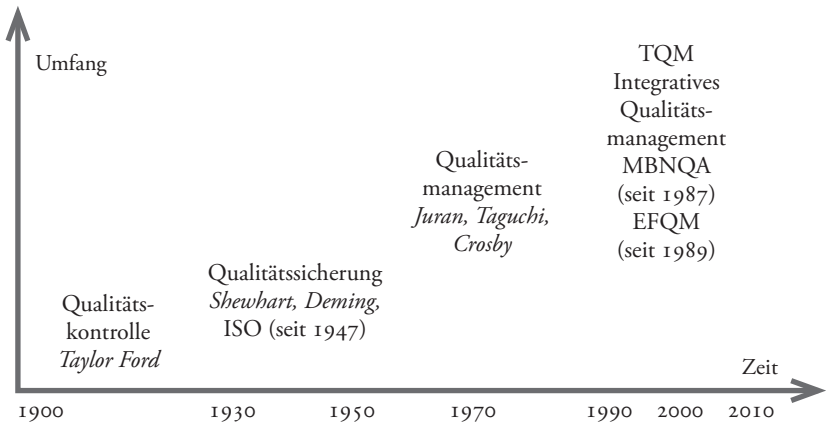 Umfang
TQM
Integratives
Qualitäts-
management
MBNQA
(seit 1987)
EFQM
(seit 1989)
Qualitäts-
management
Juran, Taguchi,
Crosby
Qualitätssicherung
Shewhart, Deming,
ISO (seit 1947)
Qualitäts-
kontrolle
Taylor Ford
Zeit
1900 1930 1950 1970 1990 2000 2010